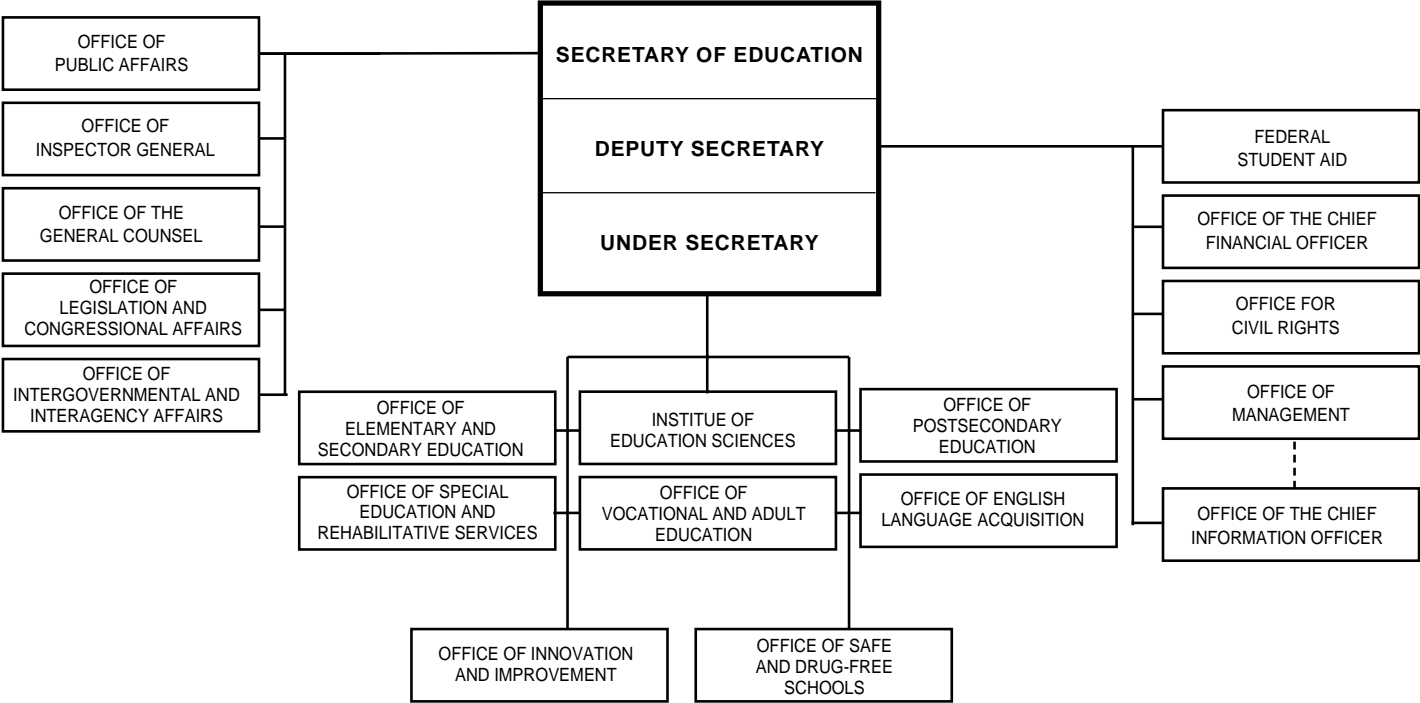 OFFICE OF
PUBLIC AFFAIRS
OFFICE OF
INSPECTOR GENERAL
OFFICE OF THE
GENERAL COUNSEL
OFFICE OF
LEGISLATION AND
CONGRESSIONAL AFFAIRS
OFFICE OF
INTERGOVERNMENTAL AND
INTERAGENCY AFFAIRS
SECRETARY OF EDUCATION
DEPUTY SECRETARY
UNDER SECRETARY
FEDERAL
STUDENT AID
OFFICE OF THE CHIEF
FINANCIAL OFFICER
OFFICE FOR
CIVIL RIGHTS
OFFICE OF
MANAGEMENT
OFFICE OF THE CHIEF
INFORMATION OFFICER
OFFICE OF
ELEMENTARY AND
SECONDARY EDUCATION
INSTITUE OF
EDUCATION SCIENCES
OFFICE OF
POSTSECONDARY
EDUCATION
OFFICE OF SPECIAL
EDUCATION AND
REHABILITATIVE SERVICES
OFFICE OF
VOCATIONAL AND ADULT
EDUCATION
OFFICE OF ENGLISH
LANGUAGE ACQUISITION
OFFICE OF INNOVATION
AND IMPROVEMENT
OFFICE OF SAFE
AND DRUG-FREE
SCHOOLS